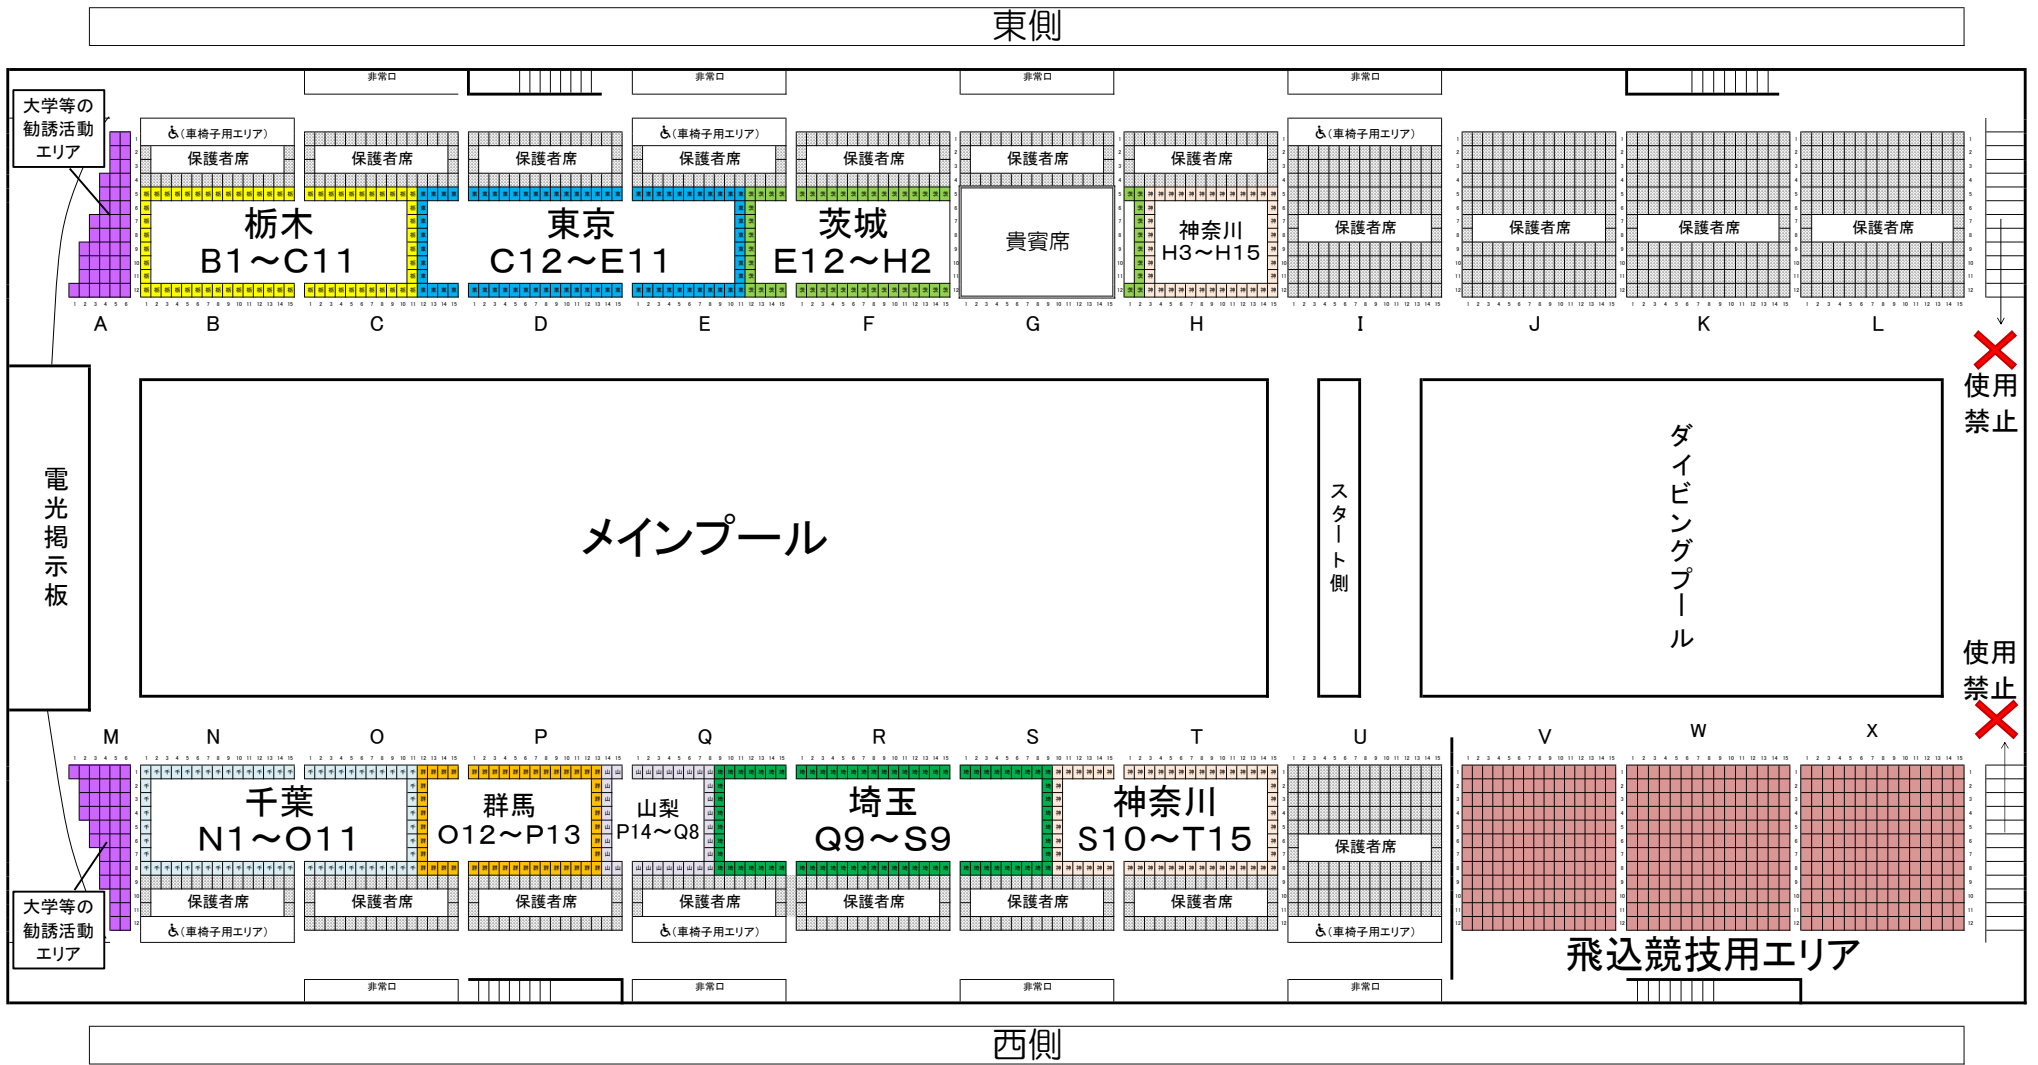 東側
非常口
非常口
非常口
非常口
大学等の
勧誘活動
エリア
(車椅子用エリア)
(車椅子用エリア)
(車椅子用エリア)
保護者席
保護者席
保護者席
保護者席
保護者席
保護者席
保護者席
栃木
B1～C11
東京
C12～E11
茨城
E12～H2
貴賓席
神奈川
H3～H15
保護者席
保護者席
保護者席
保護者席
A
B
C
D
E
F
G
H
I
J
K
L
使用
禁止
電光掲示板
メインプール
スタート側
ダイビングプール
使用
禁止
M
N
O
P
Q
R
S
T
U
V
W
X
千葉
N1～O11
群馬
O12～P13
山梨
P14～Q8
埼玉
Q9～S9
神奈川
S10～T15
保護者席
大学等の
勧誘活動
エリア
保護者席
保護者席
保護者席
保護者席
保護者席
保護者席
保護者席
(車椅子用エリア)
(車椅子用エリア)
(車椅子用エリア)
飛込競技用エリア
非常口
非常口
非常口
非常口
西側